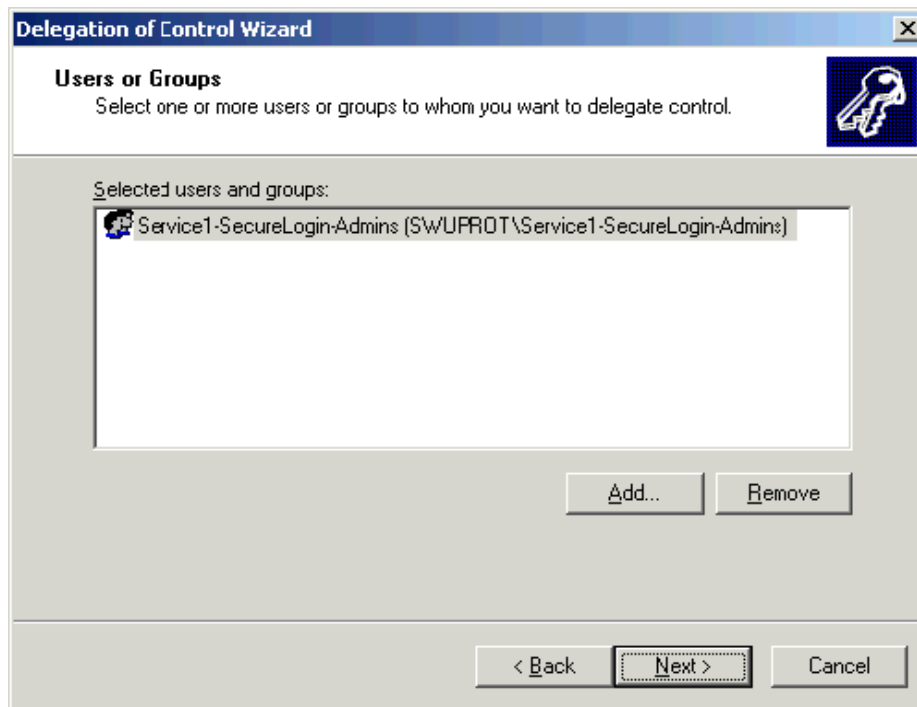 Delegation of Control Wizard
Users or Groups
Select one or more users or groups to whom you want to delegate control.
Selected users and groups:
Service1-SecureLogin-Admins (SWUPROT\Service1-SecureLogin-Admins)
Add... Remove
< Back Next > Cancel